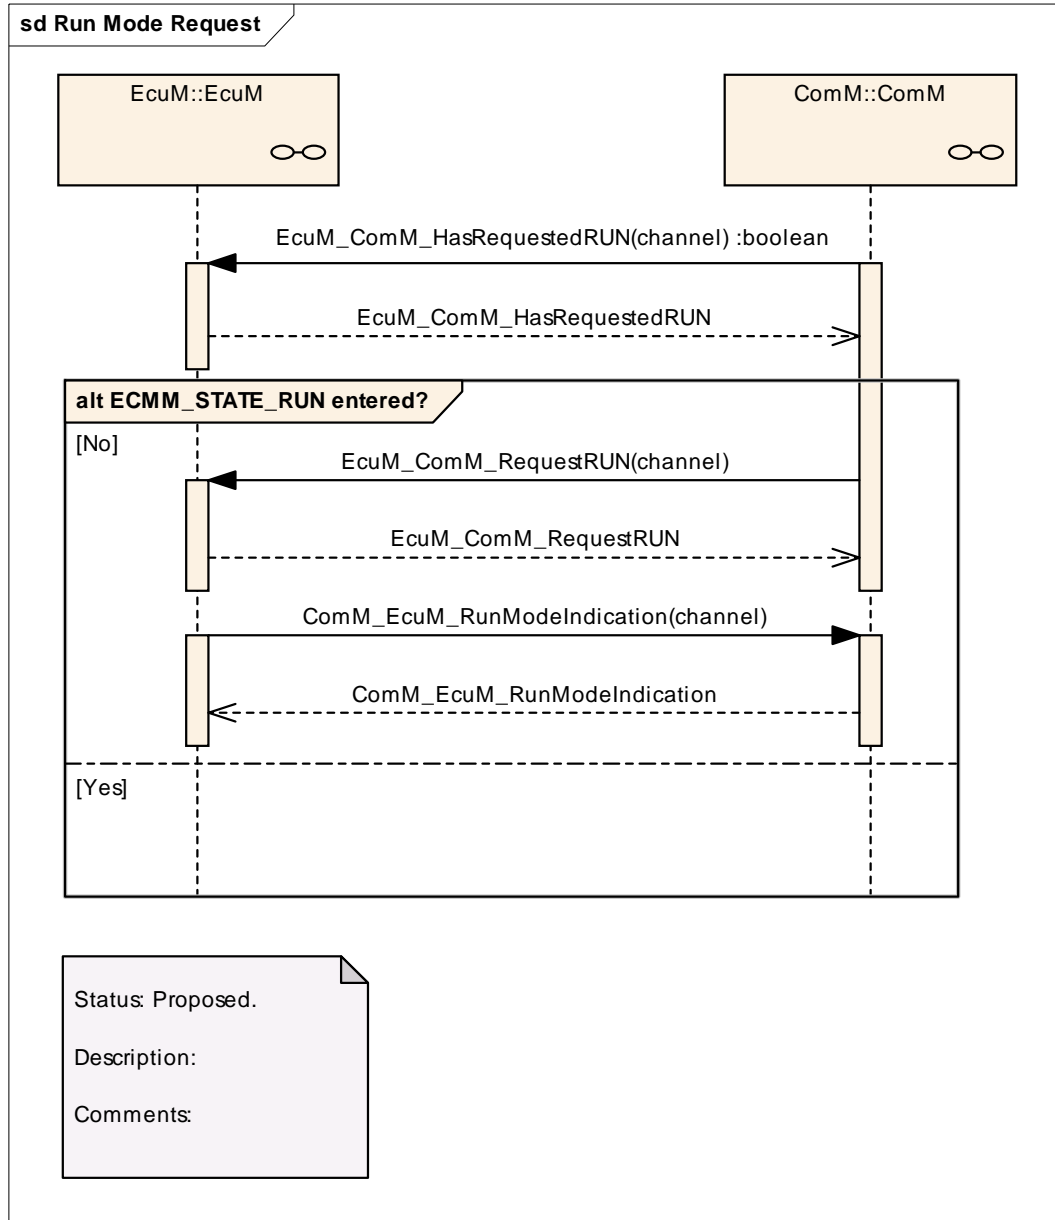 sd Run Mode Request
EcuM::EcuM
ComM::ComM
EcuM_ComM_HasRequestedRUN(channel) :boolean
EcuM_ComM_HasRequestedRUN
alt ECMM_STATE_RUN entered?
[No]
EcuM_ComM_RequestRUN(channel)
EcuM_ComM_RequestRUN
ComM_EcuM_RunModeIndication(channel)
ComM_EcuM_RunModeIndication
[Yes]
Status: Proposed.
Description:
Comments: